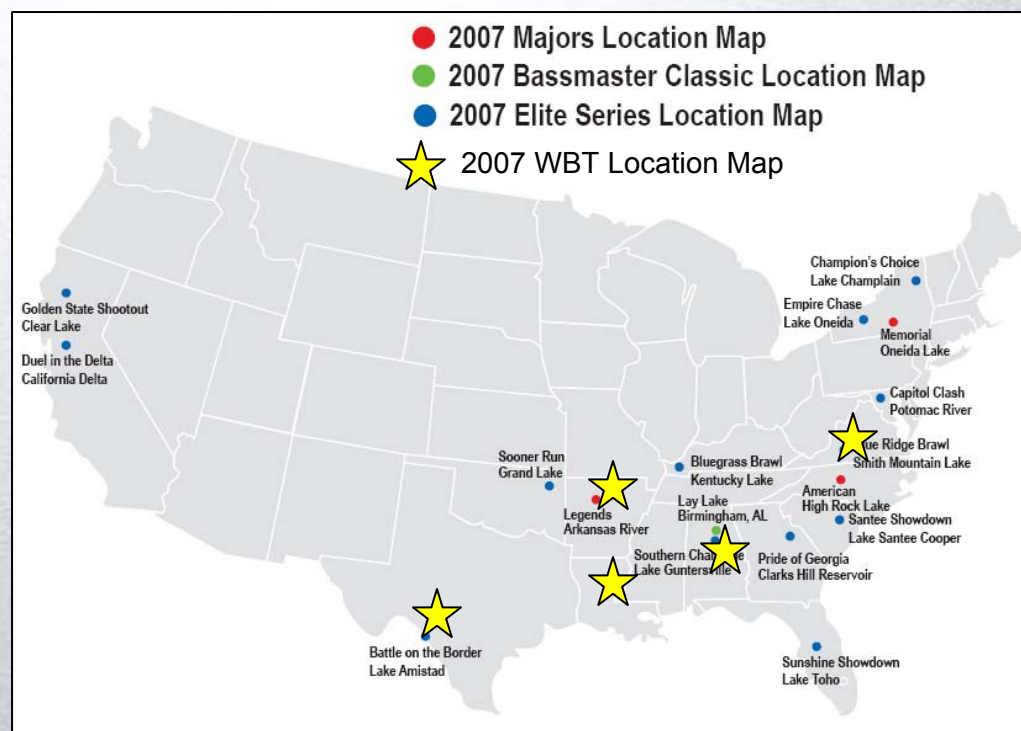 2007 Majors Location Map
2007 Bassmaster Classic Location Map
2007 Elite Series Location Map
2007 WBT Location Map
Champion's Choice
Lake Champlain
Golden State Shootout
Clear Lake
Empire Chase
Lake Oneida
Memorial
Oneida Lake
Duel in the Delta
California Delta
Capitol Clash
Potomac River
Ridge Brawl
Smith Mountain Lake
Sooner Run
Grand Lake
Bluegrass Brawl
Kentucky Lake
Legends
Arkansas River
Lay Lake
Birmingham, AL
American
High Rock Lake
Santee Showdown
Lake Santee Cooper
Southern
Lake Guntersville
Pride of Georgia
Clarks Hill Reservoir
Battle on the Border
Lake Amistad
Sunshine Showdown
Lake Toho